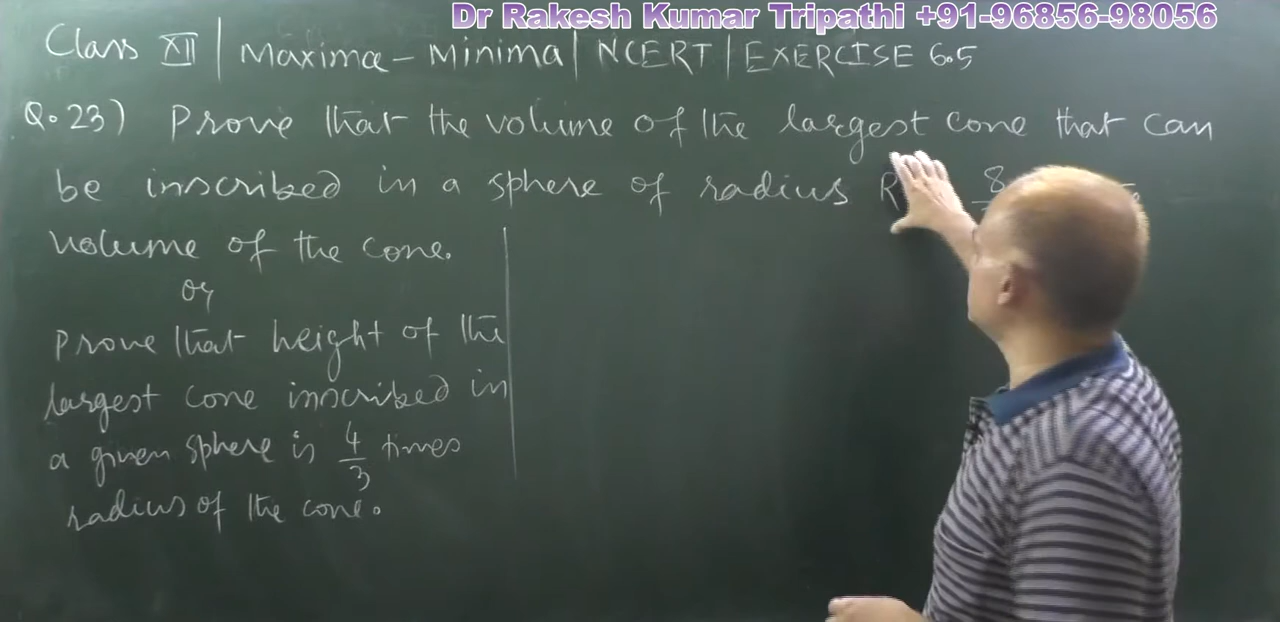 Dr Rakesh Kumar Tripathi +91-96856-98056
Class XII | Maxima - Minima | NCERT | EXERCISE 6.5
Q.23) Prove that the volume of the largest cone that can
be inscribed in a sphere of radius R 8
volume of the cone.
or
Prove that height of the
largest cone inscribed in
a given sphere is 4/3 times
radius of the cone.